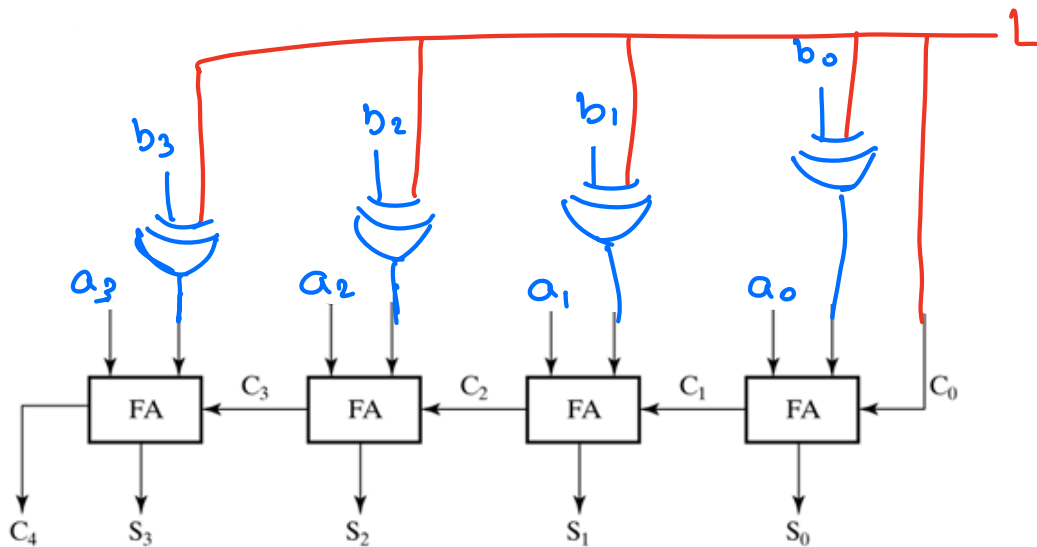 1
b₀
b₁
b₂
b₃
a₃
a₂
a₁
a₀
FA
C₃
FA
C₂
FA
C₁
FA
C₀
C₄
S₃
S₂
S₁
S₀